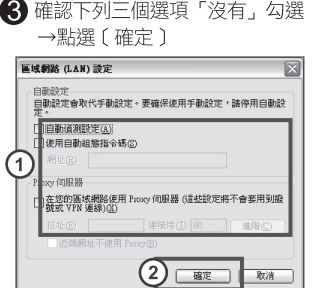 3 確認下列三個選項「沒有」勾選
→點選﹝確定﹞
區域網路 (LAN) 設定
自動設定
自動設定會取代手動設定。要確保使用手動設定，請停用自動設
定。
自動偵測設定(A)
使用自動組態指令碼(S)
網址(R)
1
Proxy 伺服器
在您的區域網路使用 Proxy 伺服器 (這些設定將不會套用到撥
號或 VPN 連線)(X)
位址(E): 連接埠(T): 80 進階(C)
近端網址不使用 Proxy(B)
2 確定 取消